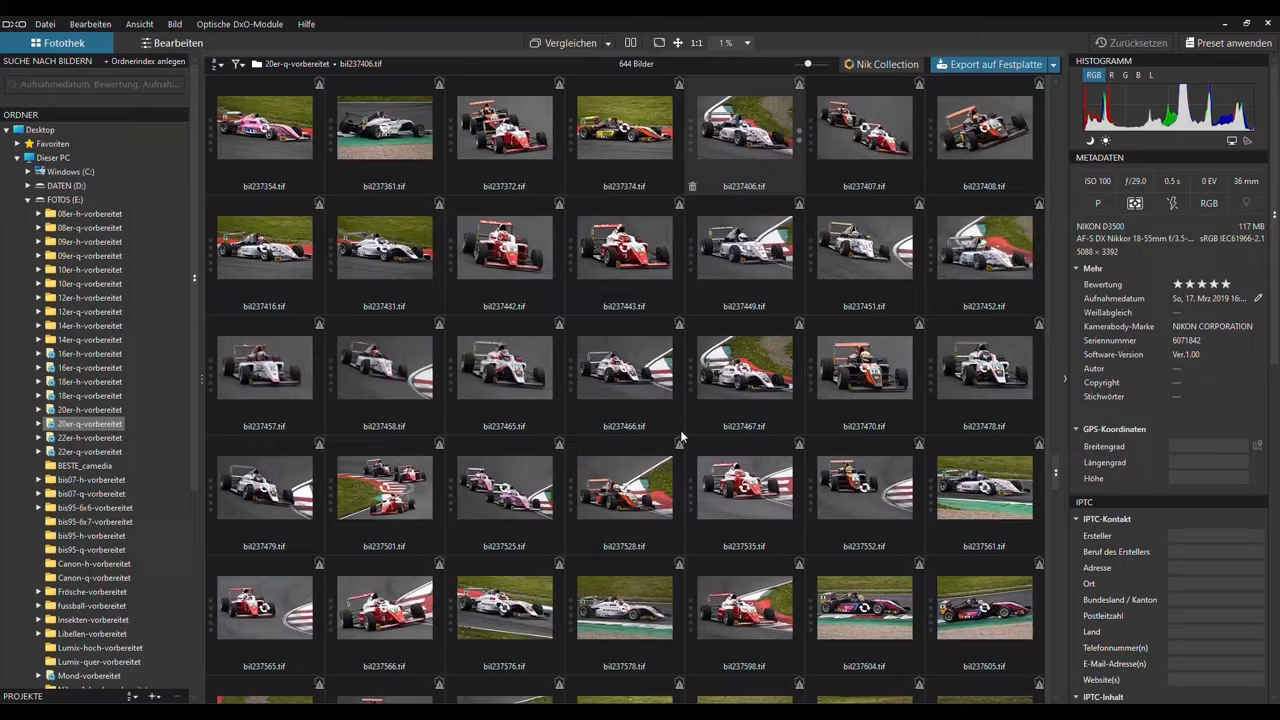 DXO Datei Bearbeiten Ansicht Bild Optische DxO-Module Hilfe
Fotothek Bearbeiten Vergleichen 1:1 1 % Zurücksetzen Preset anwenden
SUCHE NACH BILDERN + Ordnerindex anlegen
Aufnahmedatum, Bewertung, Aufnah...
20er-q-vorbereitet • bil237406.tif 644 Bilder Nik Collection Export auf Festplatte
ORDNER
Desktop
Favoriten
Dieser PC
Windows (C:)
DATEN (D:)
FOTOS (E:)
08er-h-vorbereitet
08er-q-vorbereitet
09er-h-vorbereitet
09er-q-vorbereitet
10er-h-vorbereitet
10er-q-vorbereitet
12er-h-vorbereitet
12er-q-vorbereitet
14er-h-vorbereitet
14er-q-vorbereitet
16er-h-vorbereitet
16er-q-vorbereitet
18er-h-vorbereitet
18er-q-vorbereitet
20er-h-vorbereitet
20er-q-vorbereitet
22er-h-vorbereitet
22er-q-vorbereitet
BESTE_camedia
bis07-h-vorbereitet
bis07-q-vorbereitet
bis95-6x6-vorbereitet
bis95-6x7-vorbereitet
bis95-h-vorbereitet
bis95-q-vorbereitet
Canon-h-vorbereitet
Canon-q-vorbereitet
Frösche-vorbereitet
fussball-vorbereitet
Insekten-vorbereitet
Libellen-vorbereitet
Lumix-hoch-vorbereitet
Lumix-quer-vorbereitet
Mond-vorbereitet
PROJEKTE
bil237354.tif bil237361.tif bil237372.tif bil237374.tif bil237406.tif bil237407.tif bil237408.tif
bil237416.tif bil237431.tif bil237442.tif bil237443.tif bil237449.tif bil237451.tif bil237452.tif
bil237457.tif bil237458.tif bil237465.tif bil237466.tif bil237467.tif bil237470.tif bil237478.tif
bil237479.tif bil237501.tif bil237525.tif bil237528.tif bil237535.tif bil237552.tif bil237561.tif
bil237565.tif bil237566.tif bil237576.tif bil237578.tif bil237598.tif bil237604.tif bil237605.tif
HISTOGRAMM
RGB R G B L
METADATEN
ISO 100 ƒ/29.0 0.5 s 0 EV 36 mm
P RGB
NIKON D3500 117 MB
AF-S DX Nikkor 18-55mm f/3.5-... sRGB IEC61966-2.1
5088 × 3392
Mehr
Bewertung ★★★★★
Aufnahmedatum So, 17. Mrz 2019 16:...
Weißabgleich —
Kamerabody-Marke NIKON CORPORATION
Seriennummer 6071842
Software-Version Ver.1.00
Autor —
Copyright —
Stichwörter —
GPS-Koordinaten
Breitengrad
Längengrad
Höhe
IPTC
IPTC-Kontakt
Ersteller
Beruf des Erstellers
Adresse
Ort
Bundesland / Kanton
Postleitzahl
Land
Telefonnummer(n)
E-Mail-Adresse(n)
Website(s)
IPTC-Inhalt